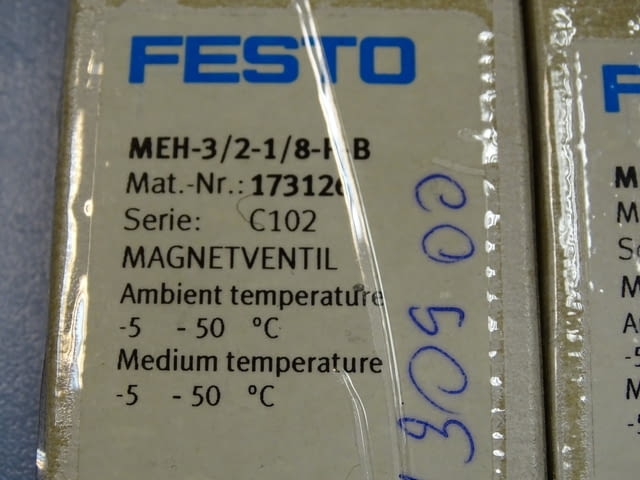 FESTO
MEH-3/2-1/8-P-B
Mat.-Nr.: 173126
Serie: C102
MAGNETVENTIL
Ambient temperature
-5 - 50 °C
Medium temperature
-5 - 50 °C